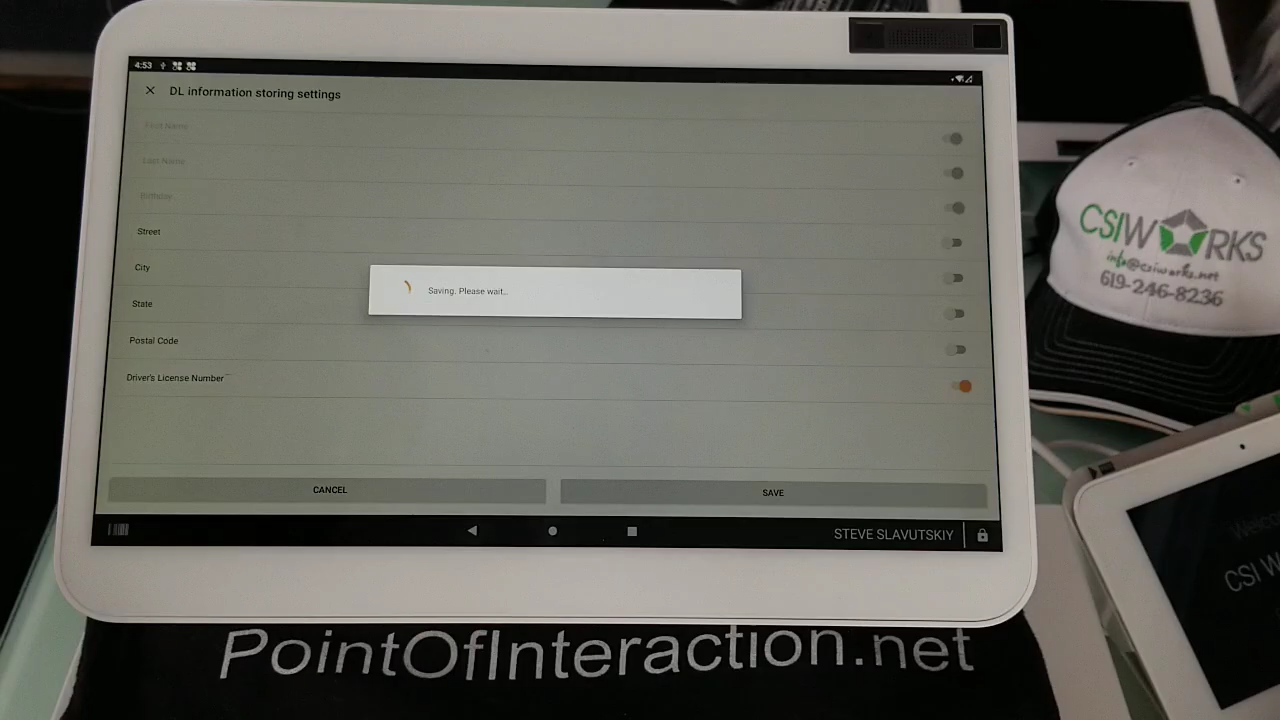 4:53
DL information storing settings
First Name
Last Name
Birthday
Street
City
State
Postal Code
Driver's License Number
Saving. Please wait...
CANCEL
SAVE
STEVE SLAVUTSKIY
CSIWORKS
info@csiworks.net
619-246-8236
CSI W
PointOfInteraction.net